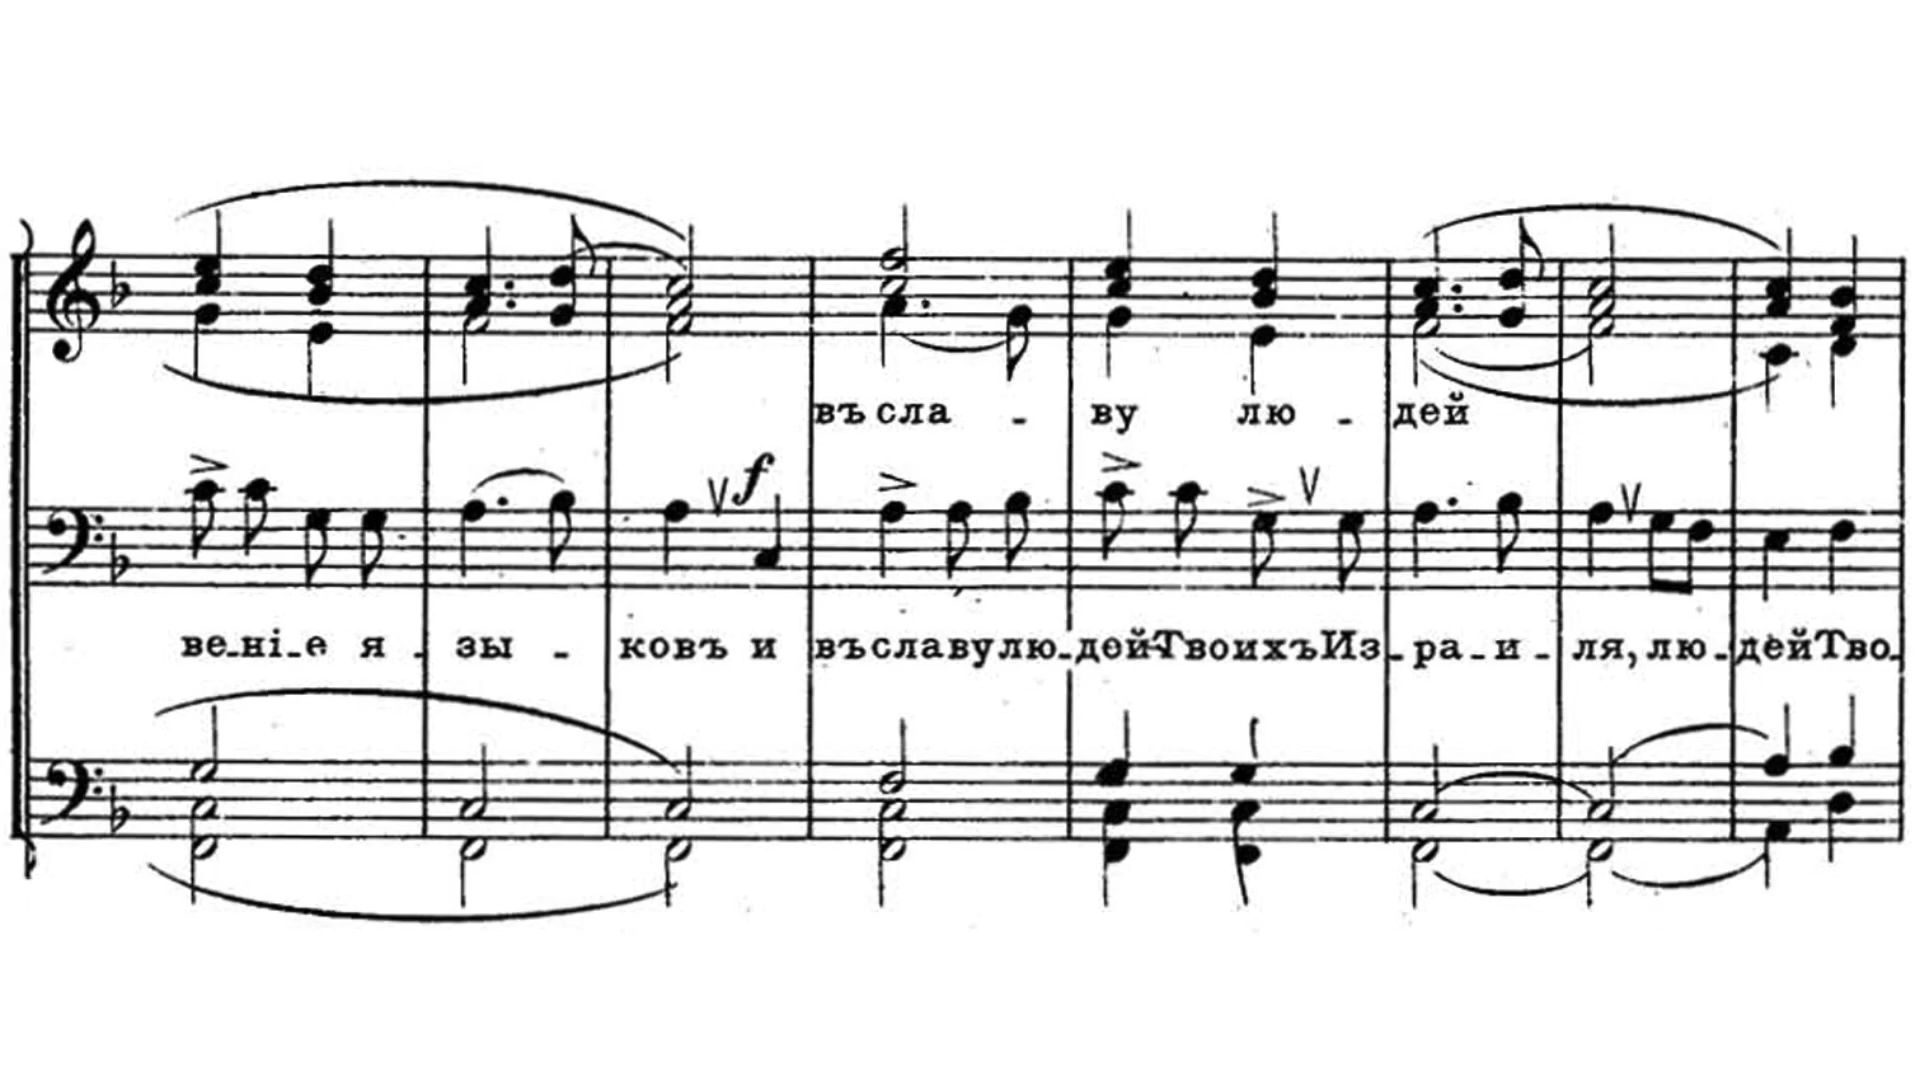 f
въ сла - ву лю - дей
ве-ні-е я - зы - ковъ и въ славу лю-дей Твоихъ Из-ра-и-ля, лю-дей Тво-